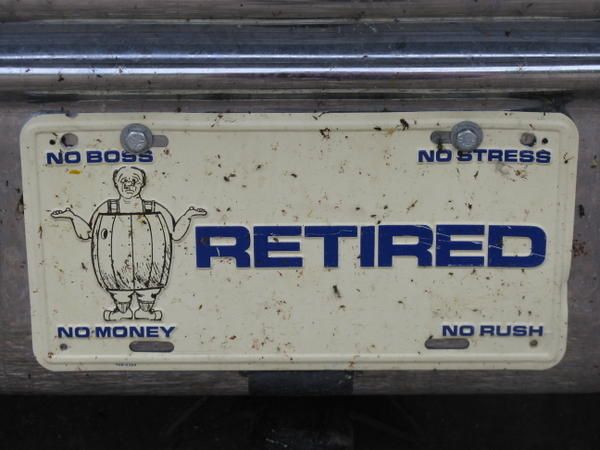 NO BOSS
NO STRESS
RETIRED
NO MONEY
NO RUSH